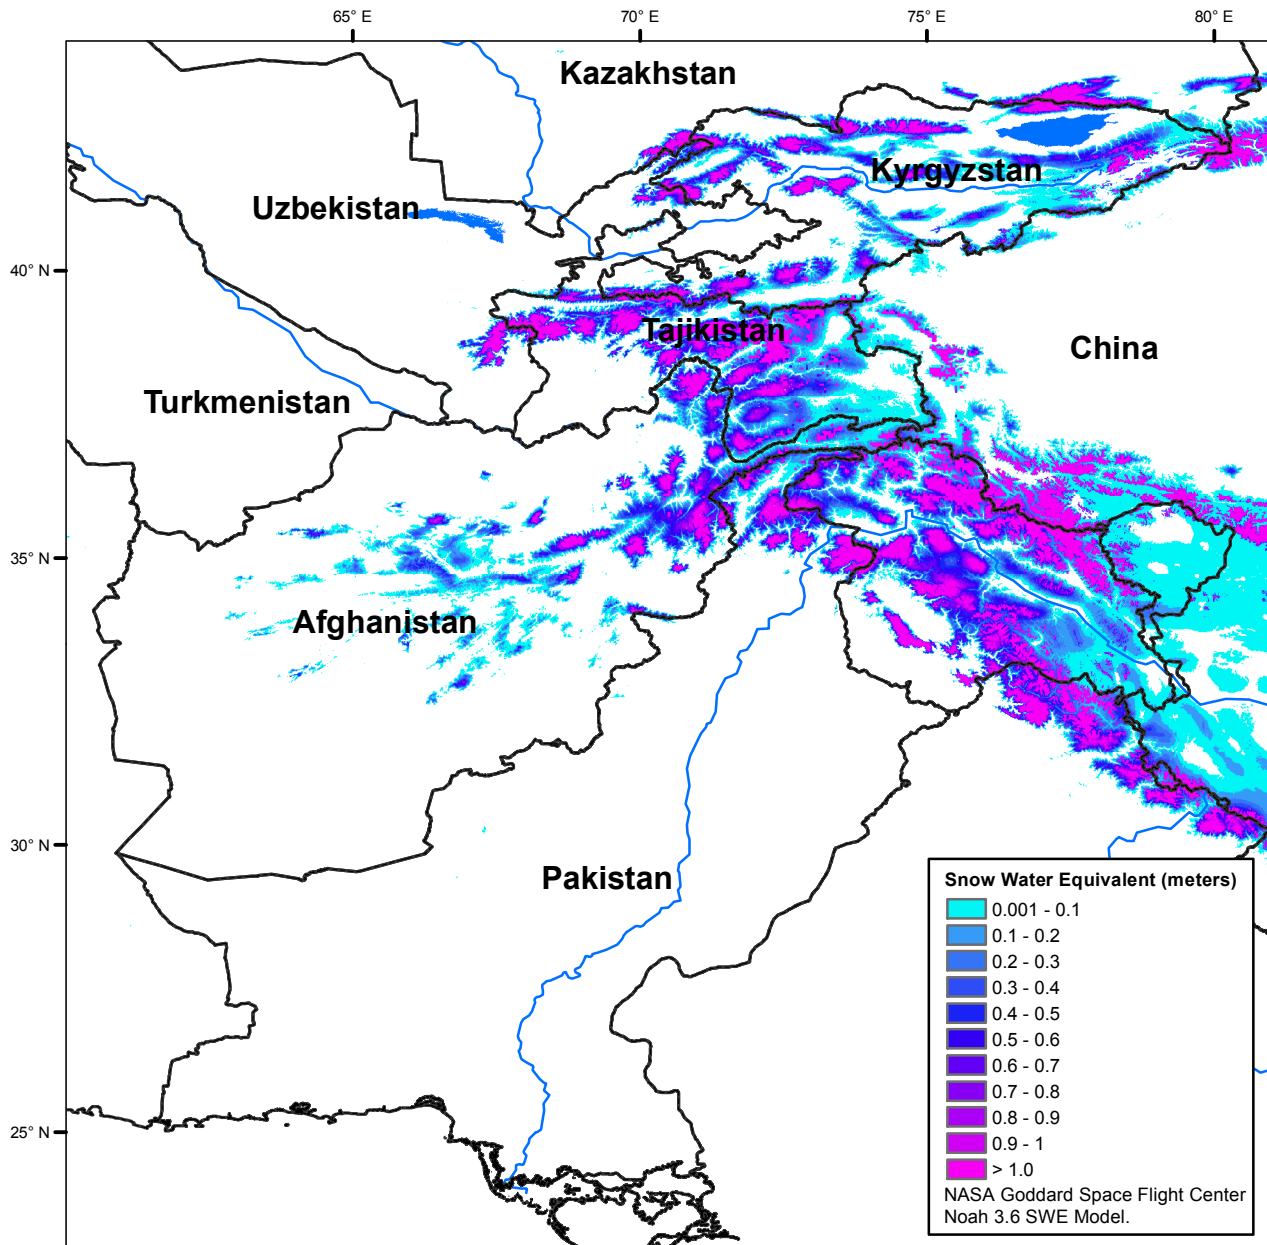 65° E
70° E
75° E
80° E
Kazakhstan
Kyrgyzstan
Uzbekistan
40° N
Tajikistan
China
Turkmenistan
35° N
Afghanistan
30° N
Pakistan
25° N
Snow Water Equivalent (meters)
0.001 - 0.1
0.1 - 0.2
0.2 - 0.3
0.3 - 0.4
0.4 - 0.5
0.5 - 0.6
0.6 - 0.7
0.7 - 0.8
0.8 - 0.9
0.9 - 1
> 1.0
NASA Goddard Space Flight Center
Noah 3.6 SWE Model.